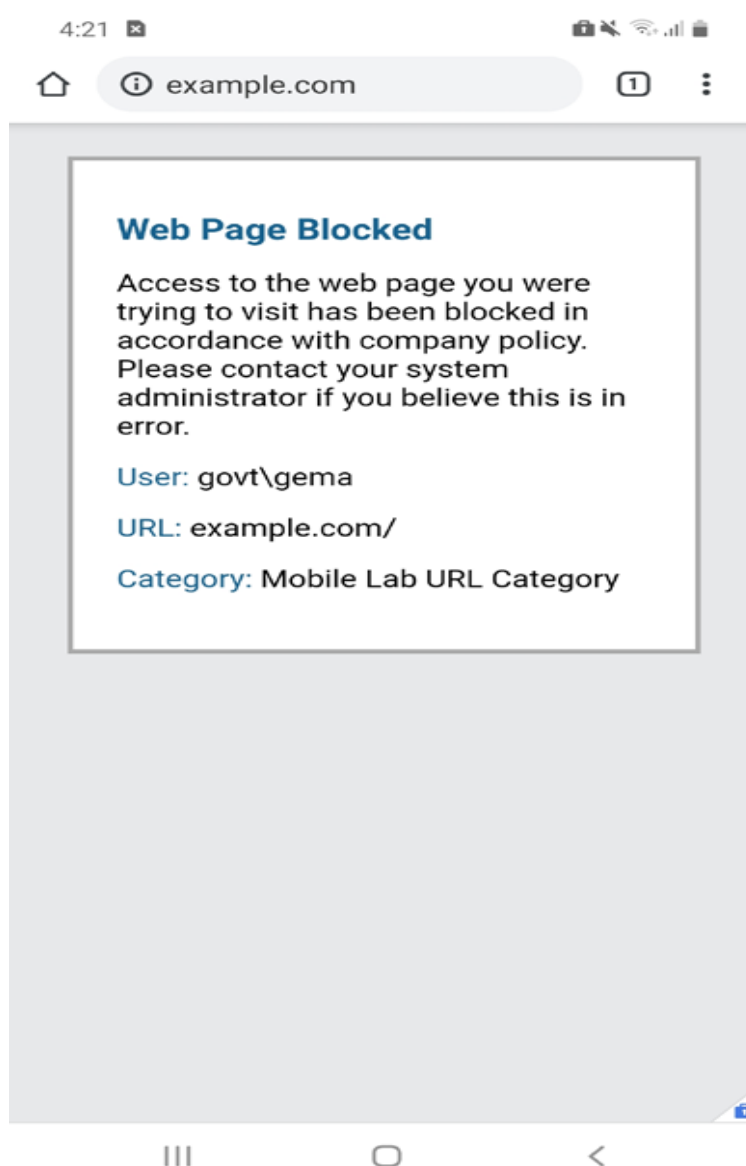 4:21
example.com
1
Web Page Blocked
Access to the web page you were
trying to visit has been blocked in
accordance with company policy.
Please contact your system
administrator if you believe this is in
error.
User: govt\gema
URL: example.com/
Category: Mobile Lab URL Category